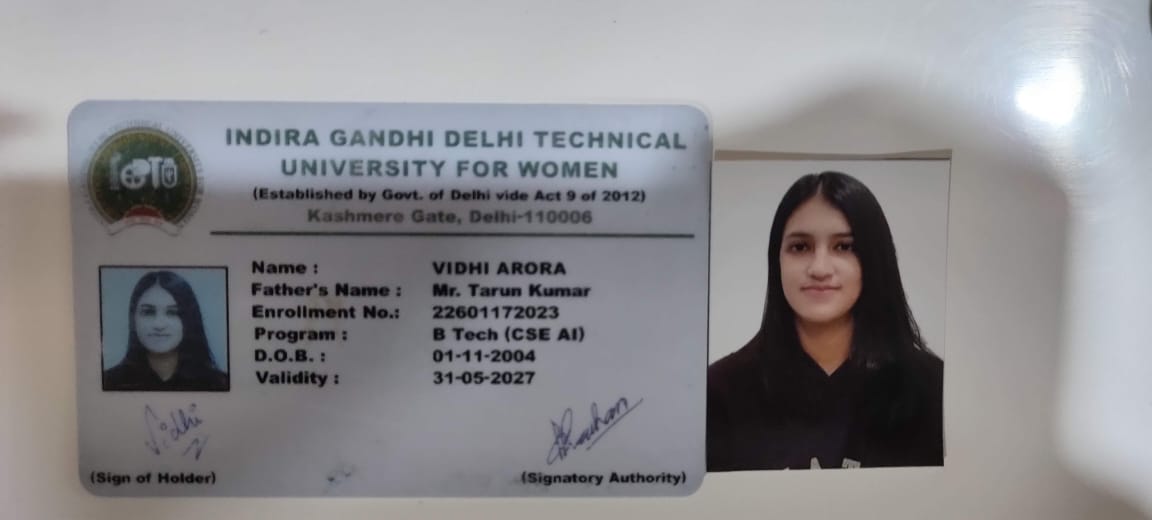 INDIRA GANDHI DELHI TECHNICAL
UNIVERSITY FOR WOMEN
(Established by Govt. of Delhi vide Act 9 of 2012)
Kashmere Gate, Delhi-110006
Name : VIDHI ARORA
Father's Name : Mr. Tarun Kumar
Enrollment No.: 22601172023
Program : B Tech (CSE AI)
D.O.B. : 01-11-2004
Validity : 31-05-2027
Vidhi
(Sign of Holder) (Signatory Authority)